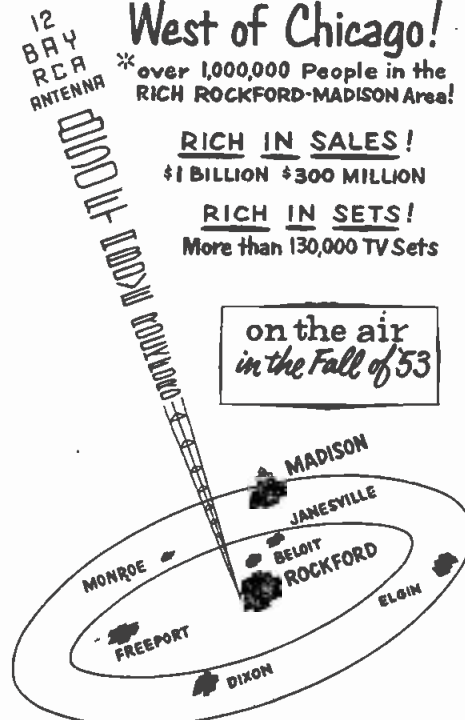 12
BAY
RCA
ANTENNA
West of Chicago!
*over 1,000,000 People in the
RICH ROCKFORD-MADISON Area!
RICH IN SALES!
$1 BILLION $300 MILLION
RICH IN SETS!
More than 130,000 TV Sets
on the air
in the Fall of '53
MADISON
JANESVILLE
BELOIT
ROCKFORD
MONROE
ELGIN
FREEPORT
DIXON